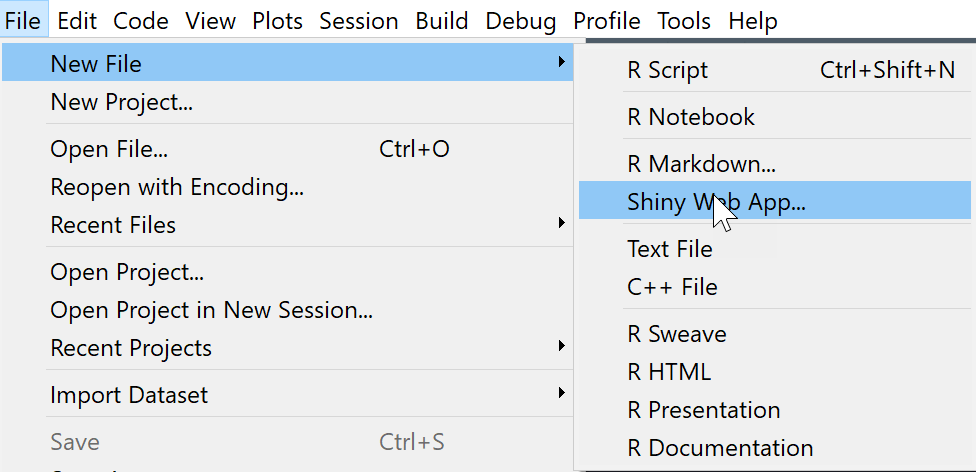 File Edit Code View Plots Session Build Debug Profile Tools Help
New File
New Project...
Open File... Ctrl+O
Reopen with Encoding...
Recent Files
Open Project...
Open Project in New Session...
Recent Projects
Import Dataset
Save Ctrl+S
R Script Ctrl+Shift+N
R Notebook
R Markdown...
Shiny Web App...
Text File
C++ File
R Sweave
R HTML
R Presentation
R Documentation